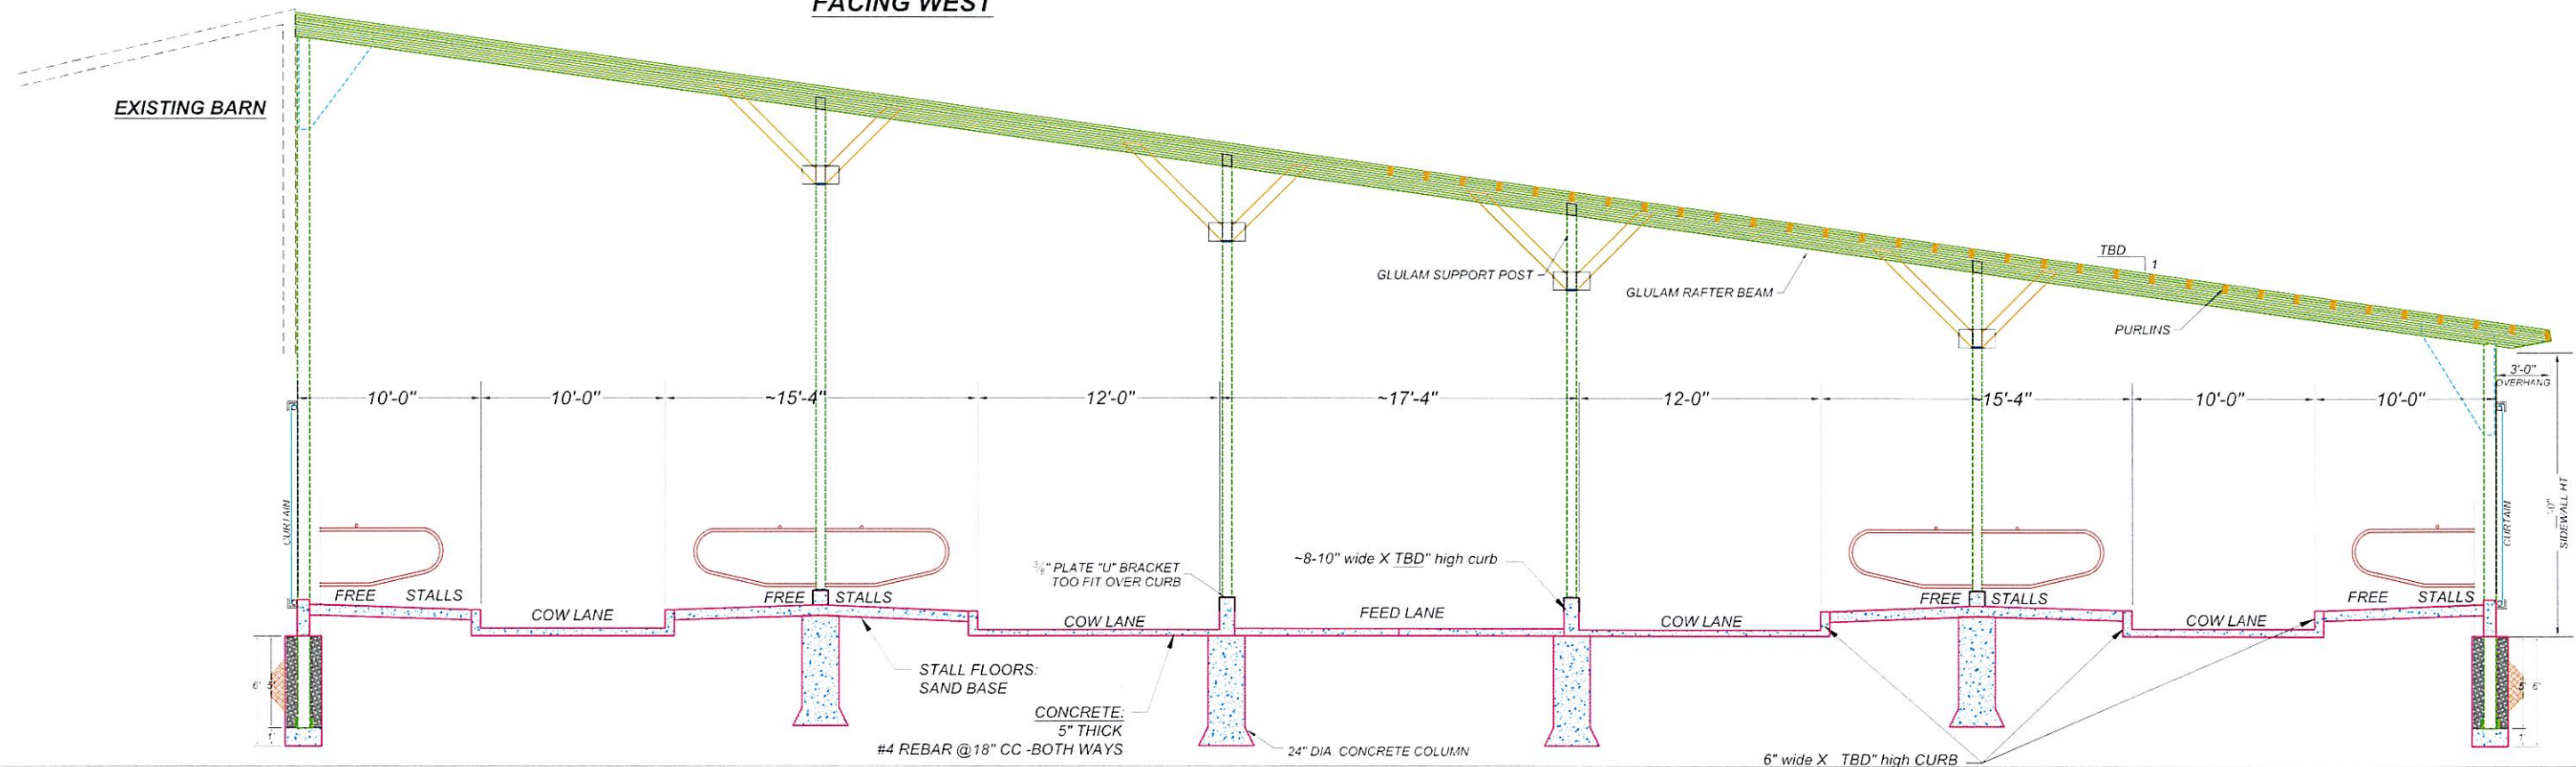 FACING WEST
EXISTING BARN
GLULAM SUPPORT POST
GLULAM RAFTER BEAM
TBD
1
PURLINS
3'-0"
OVERHANG
10'-0"
10'-0"
~15'-4"
12'-0"
~17'-4"
12-0"
~15'-4"
10'-0"
10'-0"
CURTAIN
CURTAIN
'-0"
SIDEWALL HT
3/8" PLATE "U" BRACKET
TOO FIT OVER CURB
~8-10" wide X TBD" high curb
FREE STALLS
COW LANE
FREE STALLS
COW LANE
FEED LANE
COW LANE
FREE STALLS
COW LANE
FREE STALLS
STALL FLOORS:
SAND BASE
CONCRETE:
5" THICK
#4 REBAR @18" CC -BOTH WAYS
24" DIA. CONCRETE COLUMN
6" wide X TBD" high CURB
6' 5'
1'
5' 6'
1'